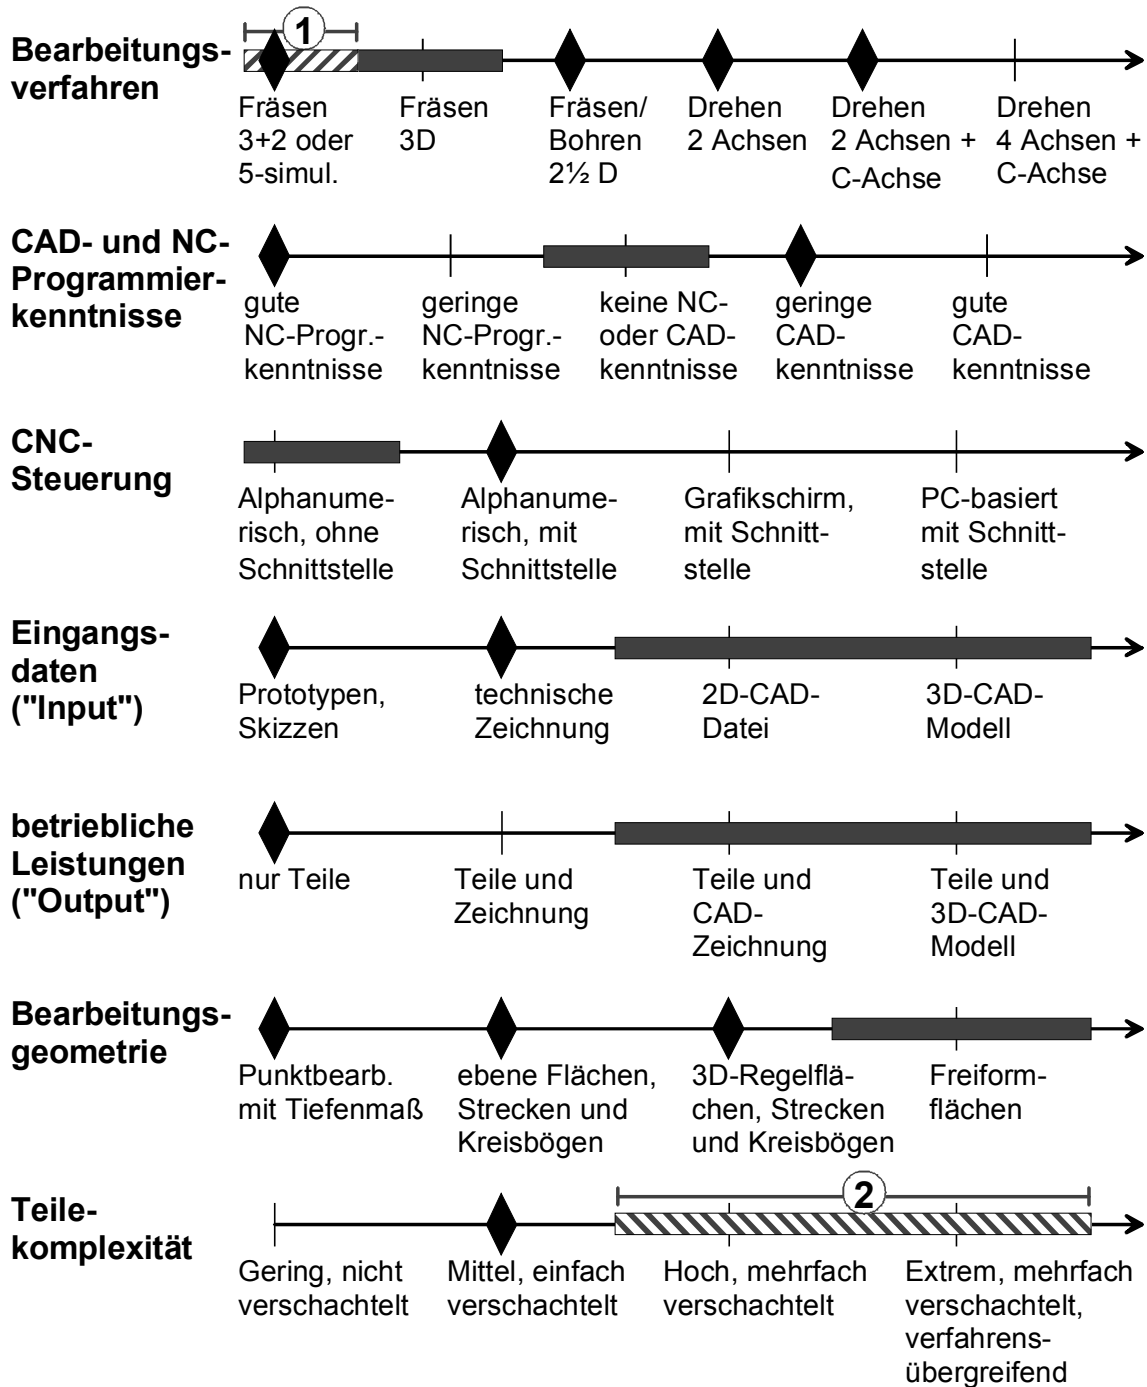 1
Bearbeitungs-
verfahren
Fräsen
3+2 oder
5-simul.
Fräsen
3D
Fräsen/
Bohren
2½ D
Drehen
2 Achsen
Drehen
2 Achsen +
C-Achse
Drehen
4 Achsen +
C-Achse
CAD- und NC-
Programmier-
kenntnisse
gute
NC-Progr.-
kenntnisse
geringe
NC-Progr.-
kenntnisse
keine NC-
oder CAD-
kenntnisse
geringe
CAD-
kenntnisse
gute
CAD-
kenntnisse
CNC-
Steuerung
Alphanume-
risch, ohne
Schnittstelle
Alphanume-
risch, mit
Schnittstelle
Grafikschirm,
mit Schnitt-
stelle
PC-basiert
mit Schnitt-
stelle
Eingangs-
daten
("Input")
Prototypen,
Skizzen
technische
Zeichnung
2D-CAD-
Datei
3D-CAD-
Modell
betriebliche
Leistungen
("Output")
nur Teile
Teile und
Zeichnung
Teile und
CAD-
Zeichnung
Teile und
3D-CAD-
Modell
Bearbeitungs-
geometrie
Punktbearb.
mit Tiefenmaß
ebene Flächen,
Strecken und
Kreisbögen
3D-Regelflä-
chen, Strecken
und Kreisbögen
Freiform-
flächen
2
Teile-
komplexität
Gering, nicht
verschachtelt
Mittel, einfach
verschachtelt
Hoch, mehrfach
verschachtelt
Extrem, mehrfach
verschachtelt,
verfahrens-
übergreifend